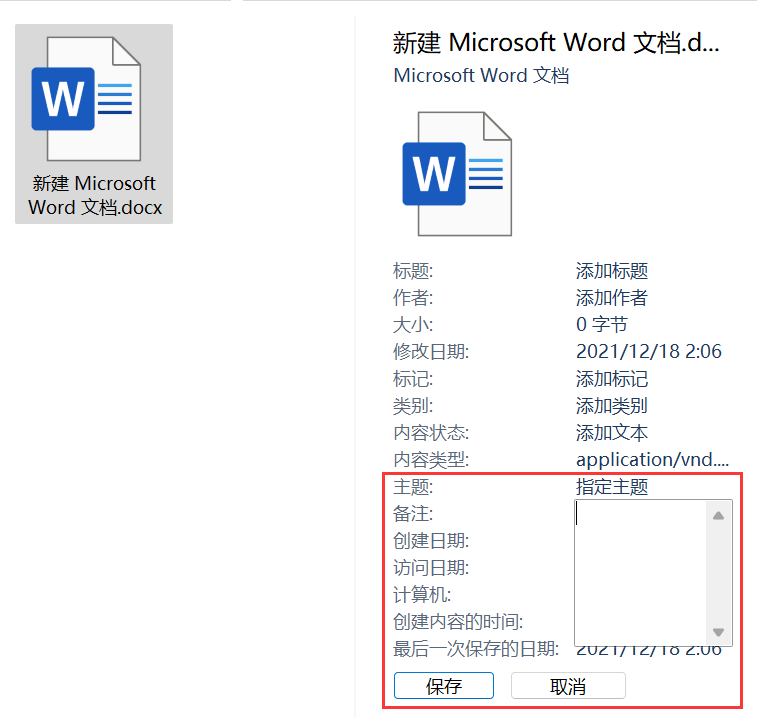 新建 Microsoft
Word 文档.docx
新建 Microsoft Word 文档.d...
Microsoft Word 文档
标题: 添加标题
作者: 添加作者
大小: 0 字节
修改日期: 2021/12/18 2:06
标记: 添加标记
类别: 添加类别
内容状态: 添加文本
内容类型: application/vnd....
主题: 指定主题
备注:
创建日期:
访问日期:
计算机:
创建内容的时间:
最后一次保存的日期: 2021/12/18 2:06
保存 取消